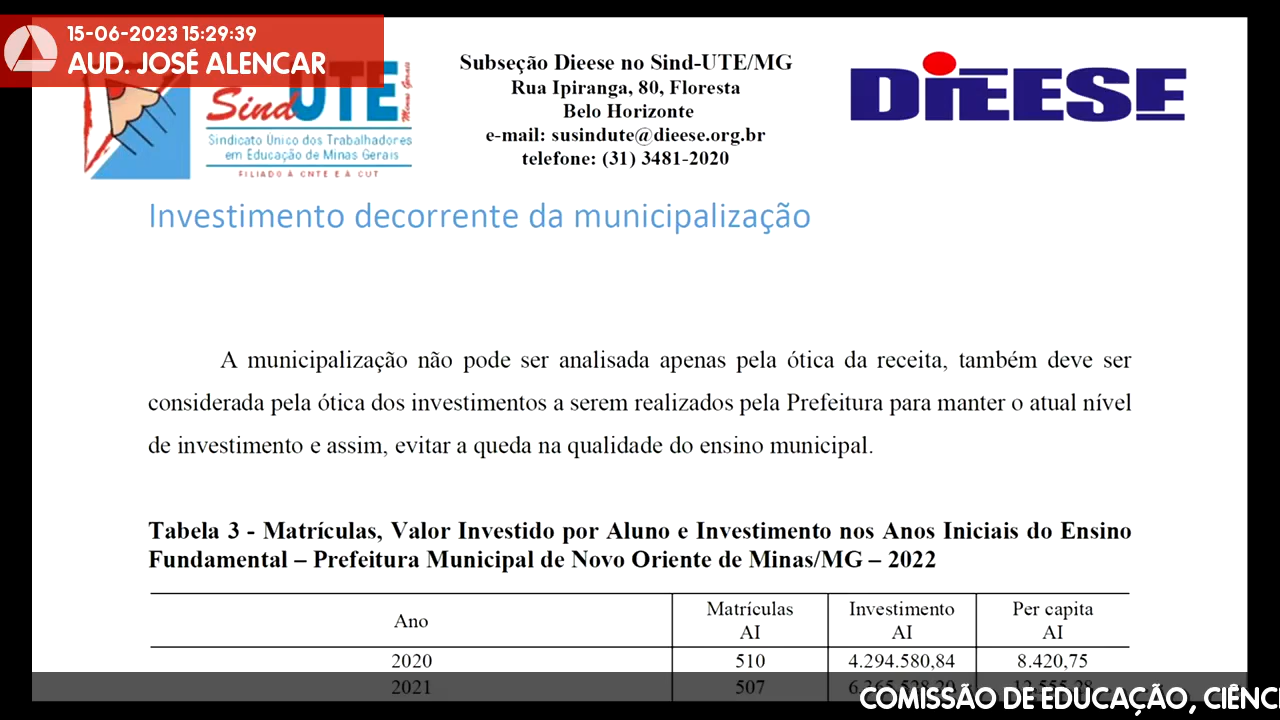 15-06-2023 15:29:39
AUD. JOSÉ ALENCAR
Sind UTE Minas Gerais
Sindicato Único dos Trabalhadores
em Educação de Minas Gerais
FILIADO À CNTE E À CUT
Subseção Dieese no Sind-UTE/MG
Rua Ipiranga, 80, Floresta
Belo Horizonte
e-mail: susindute@dieese.org.br
telefone: (31) 3481-2020
DIEESE
Investimento decorrente da municipalização
A municipalização não pode ser analisada apenas pela ótica da receita, também deve ser
considerada pela ótica dos investimentos a serem realizados pela Prefeitura para manter o atual nível
de investimento e assim, evitar a queda na qualidade do ensino municipal.
Tabela 3 - Matrículas, Valor Investido por Aluno e Investimento nos Anos Iniciais do Ensino
Fundamental – Prefeitura Municipal de Novo Oriente de Minas/MG – 2022
Ano Matrículas AI Investimento AI Per capita AI
2020 510 4.294.580,84 8.420,75
2021 507
COMISSÃO DE EDUCAÇÃO, CIÊNC